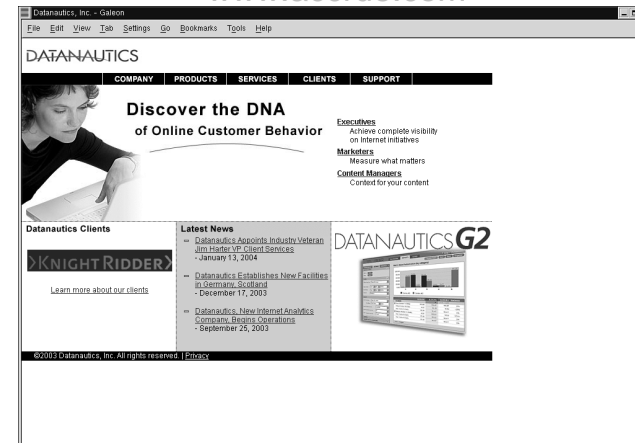 Datanautics, Inc. - Galeon
File Edit View Tab Settings Go Bookmarks Tools Help
DATANAUTICS
COMPANY PRODUCTS SERVICES CLIENTS SUPPORT
Discover the DNA
of Online Customer Behavior
Executives
Achieve complete visibility
on Internet initiatives
Marketers
Measure what matters
Content Managers
Context for your content
Datanautics Clients
KNIGHT RIDDER
Learn more about our clients
Latest News
Datanautics Appoints Industry Veteran
Jim Harter VP Client Services
- January 13, 2004
Datanautics Establishes New Facilities
in Germany, Scotland
- December 17, 2003
Datanautics, New Internet Analytics
Company, Begins Operations
- September 25, 2003
DATANAUTICS G2
©2003 Datanautics, Inc. All rights reserved. | Privacy